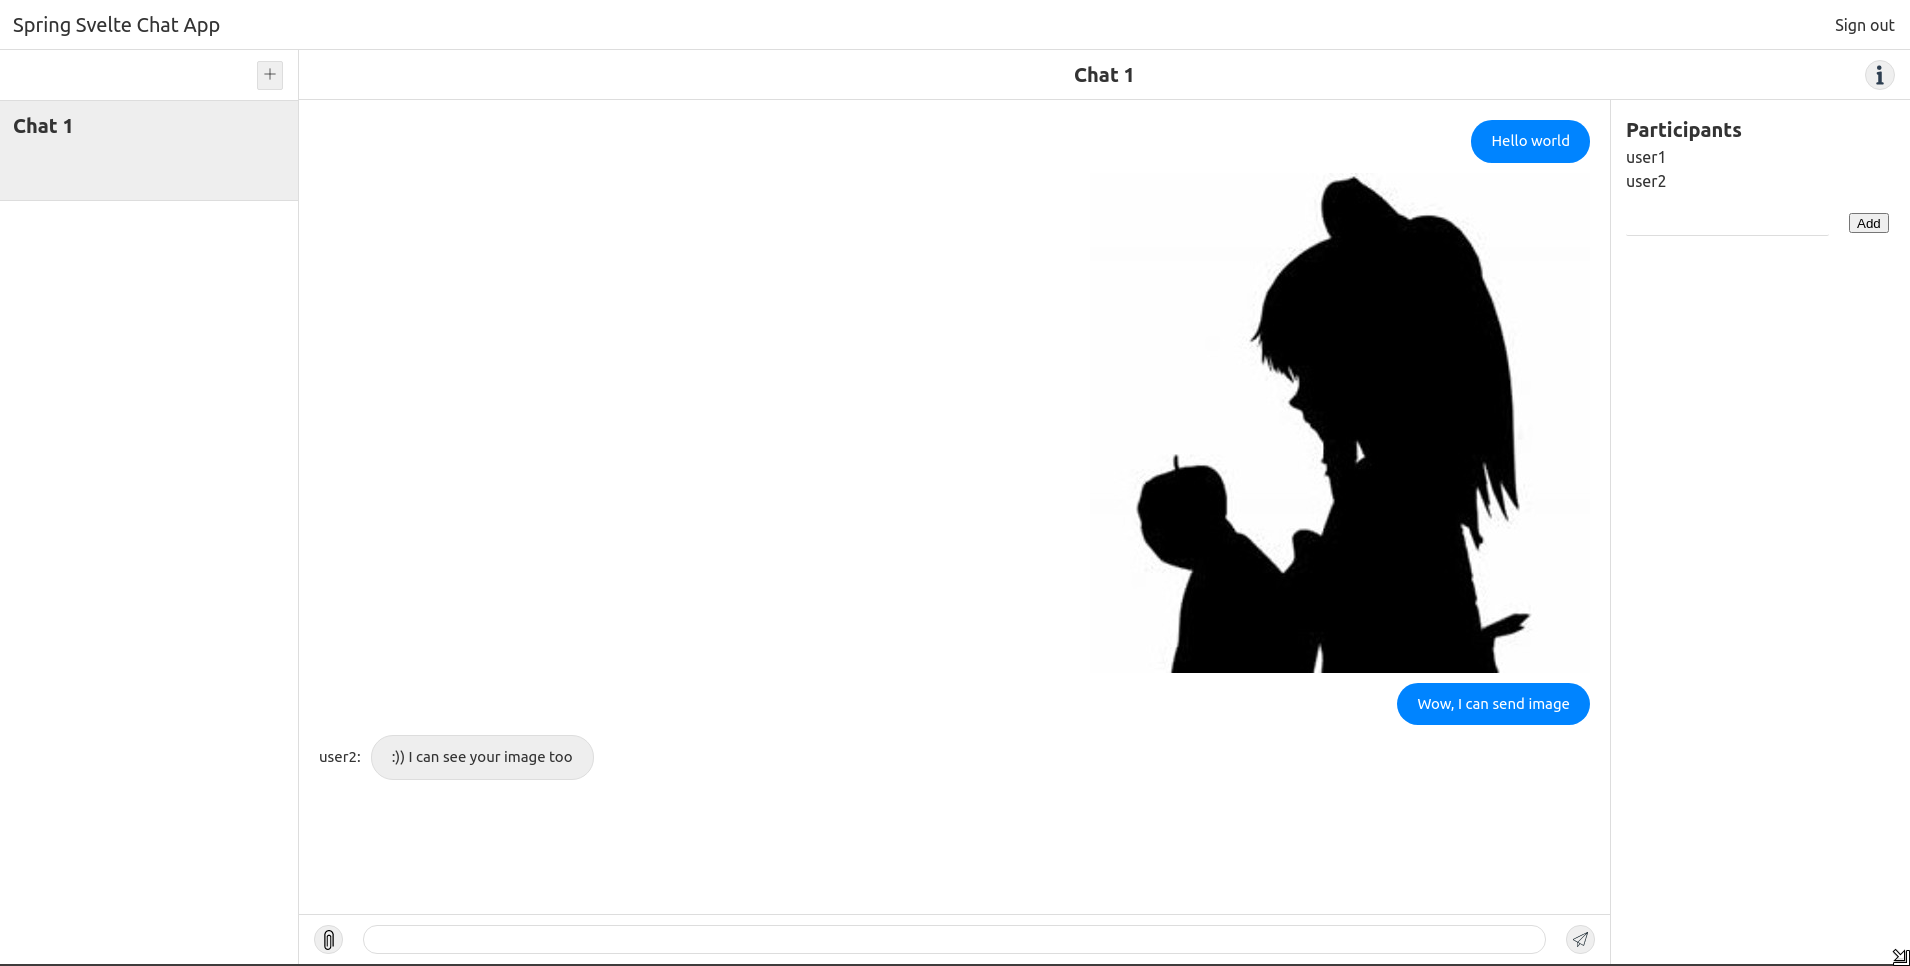 Spring Svelte Chat App
Sign out
+
Chat 1
i
Chat 1
Hello world
Wow, I can send image
user2:
:)) I can see your image too
Participants
user1
user2
Add